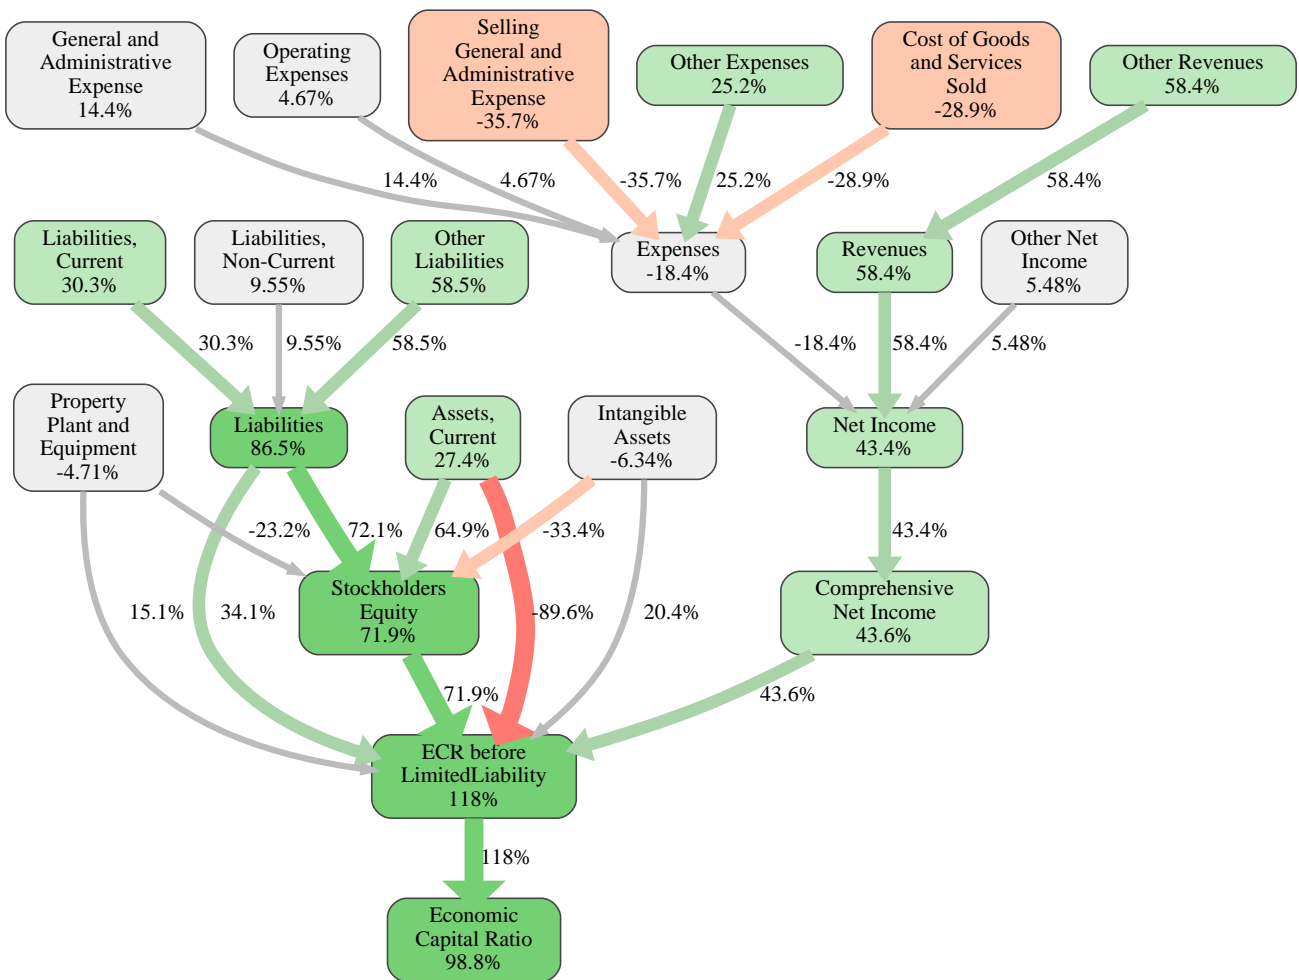 General and
Administrative
Expense
14.4%
Operating
Expenses
4.67%
Selling
General and
Administrative
Expense
-35.7%
Other Expenses
25.2%
Cost of Goods
and Services
Sold
-28.9%
Other Revenues
58.4%
14.4%
4.67%
-35.7%
25.2%
-28.9%
58.4%
Liabilities,
Current
30.3%
Liabilities,
Non-Current
9.55%
Other
Liabilities
58.5%
Expenses
-18.4%
Revenues
58.4%
Other Net
Income
5.48%
30.3%
9.55%
58.5%
-18.4%
58.4%
5.48%
Property
Plant and
Equipment
-4.71%
Liabilities
86.5%
Assets,
Current
27.4%
Intangible
Assets
-6.34%
Net Income
43.4%
-23.2%
72.1%
64.9%
-33.4%
43.4%
Stockholders
Equity
71.9%
Comprehensive
Net Income
43.6%
15.1%
34.1%
-89.6%
20.4%
71.9%
43.6%
ECR before
LimitedLiability
118%
118%
Economic
Capital Ratio
98.8%